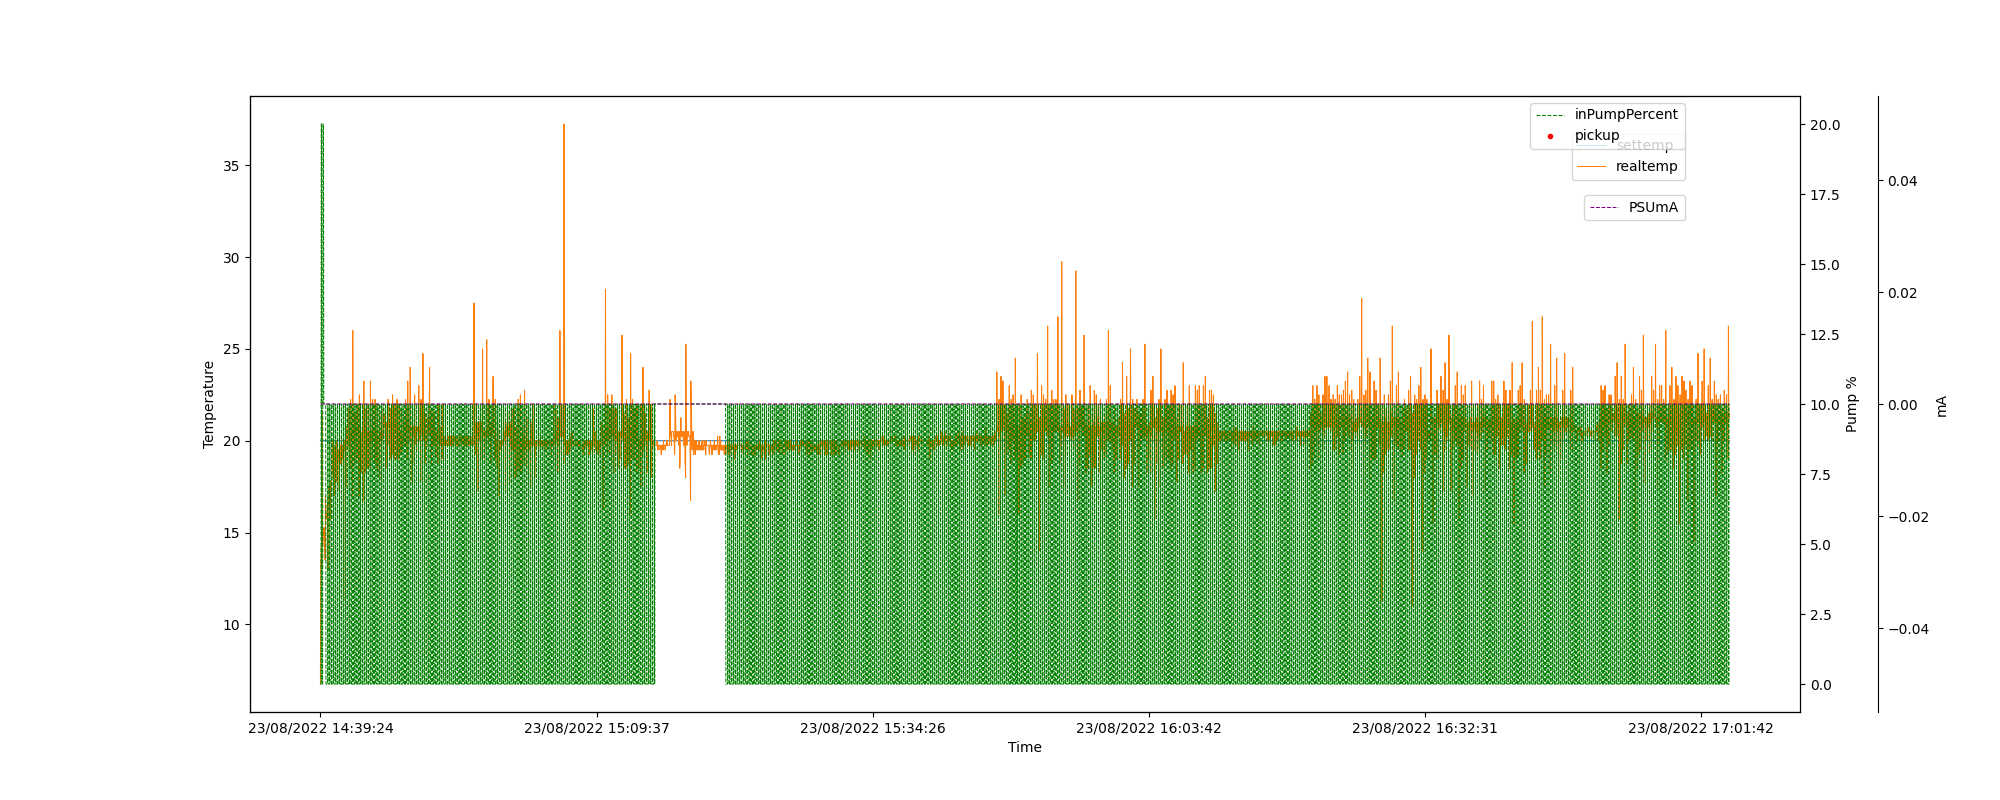 inPumpPercent
pickup
settemp
realtemp
PSUmA
35
30
25
20
15
10
Temperature
20.0
17.5
15.0
12.5
10.0
7.5
5.0
2.5
0.0
Pump %
0.04
0.02
0.00
−0.02
−0.04
mA
23/08/2022 14:39:24
23/08/2022 15:09:37
23/08/2022 15:34:26
23/08/2022 16:03:42
23/08/2022 16:32:31
23/08/2022 17:01:42
Time